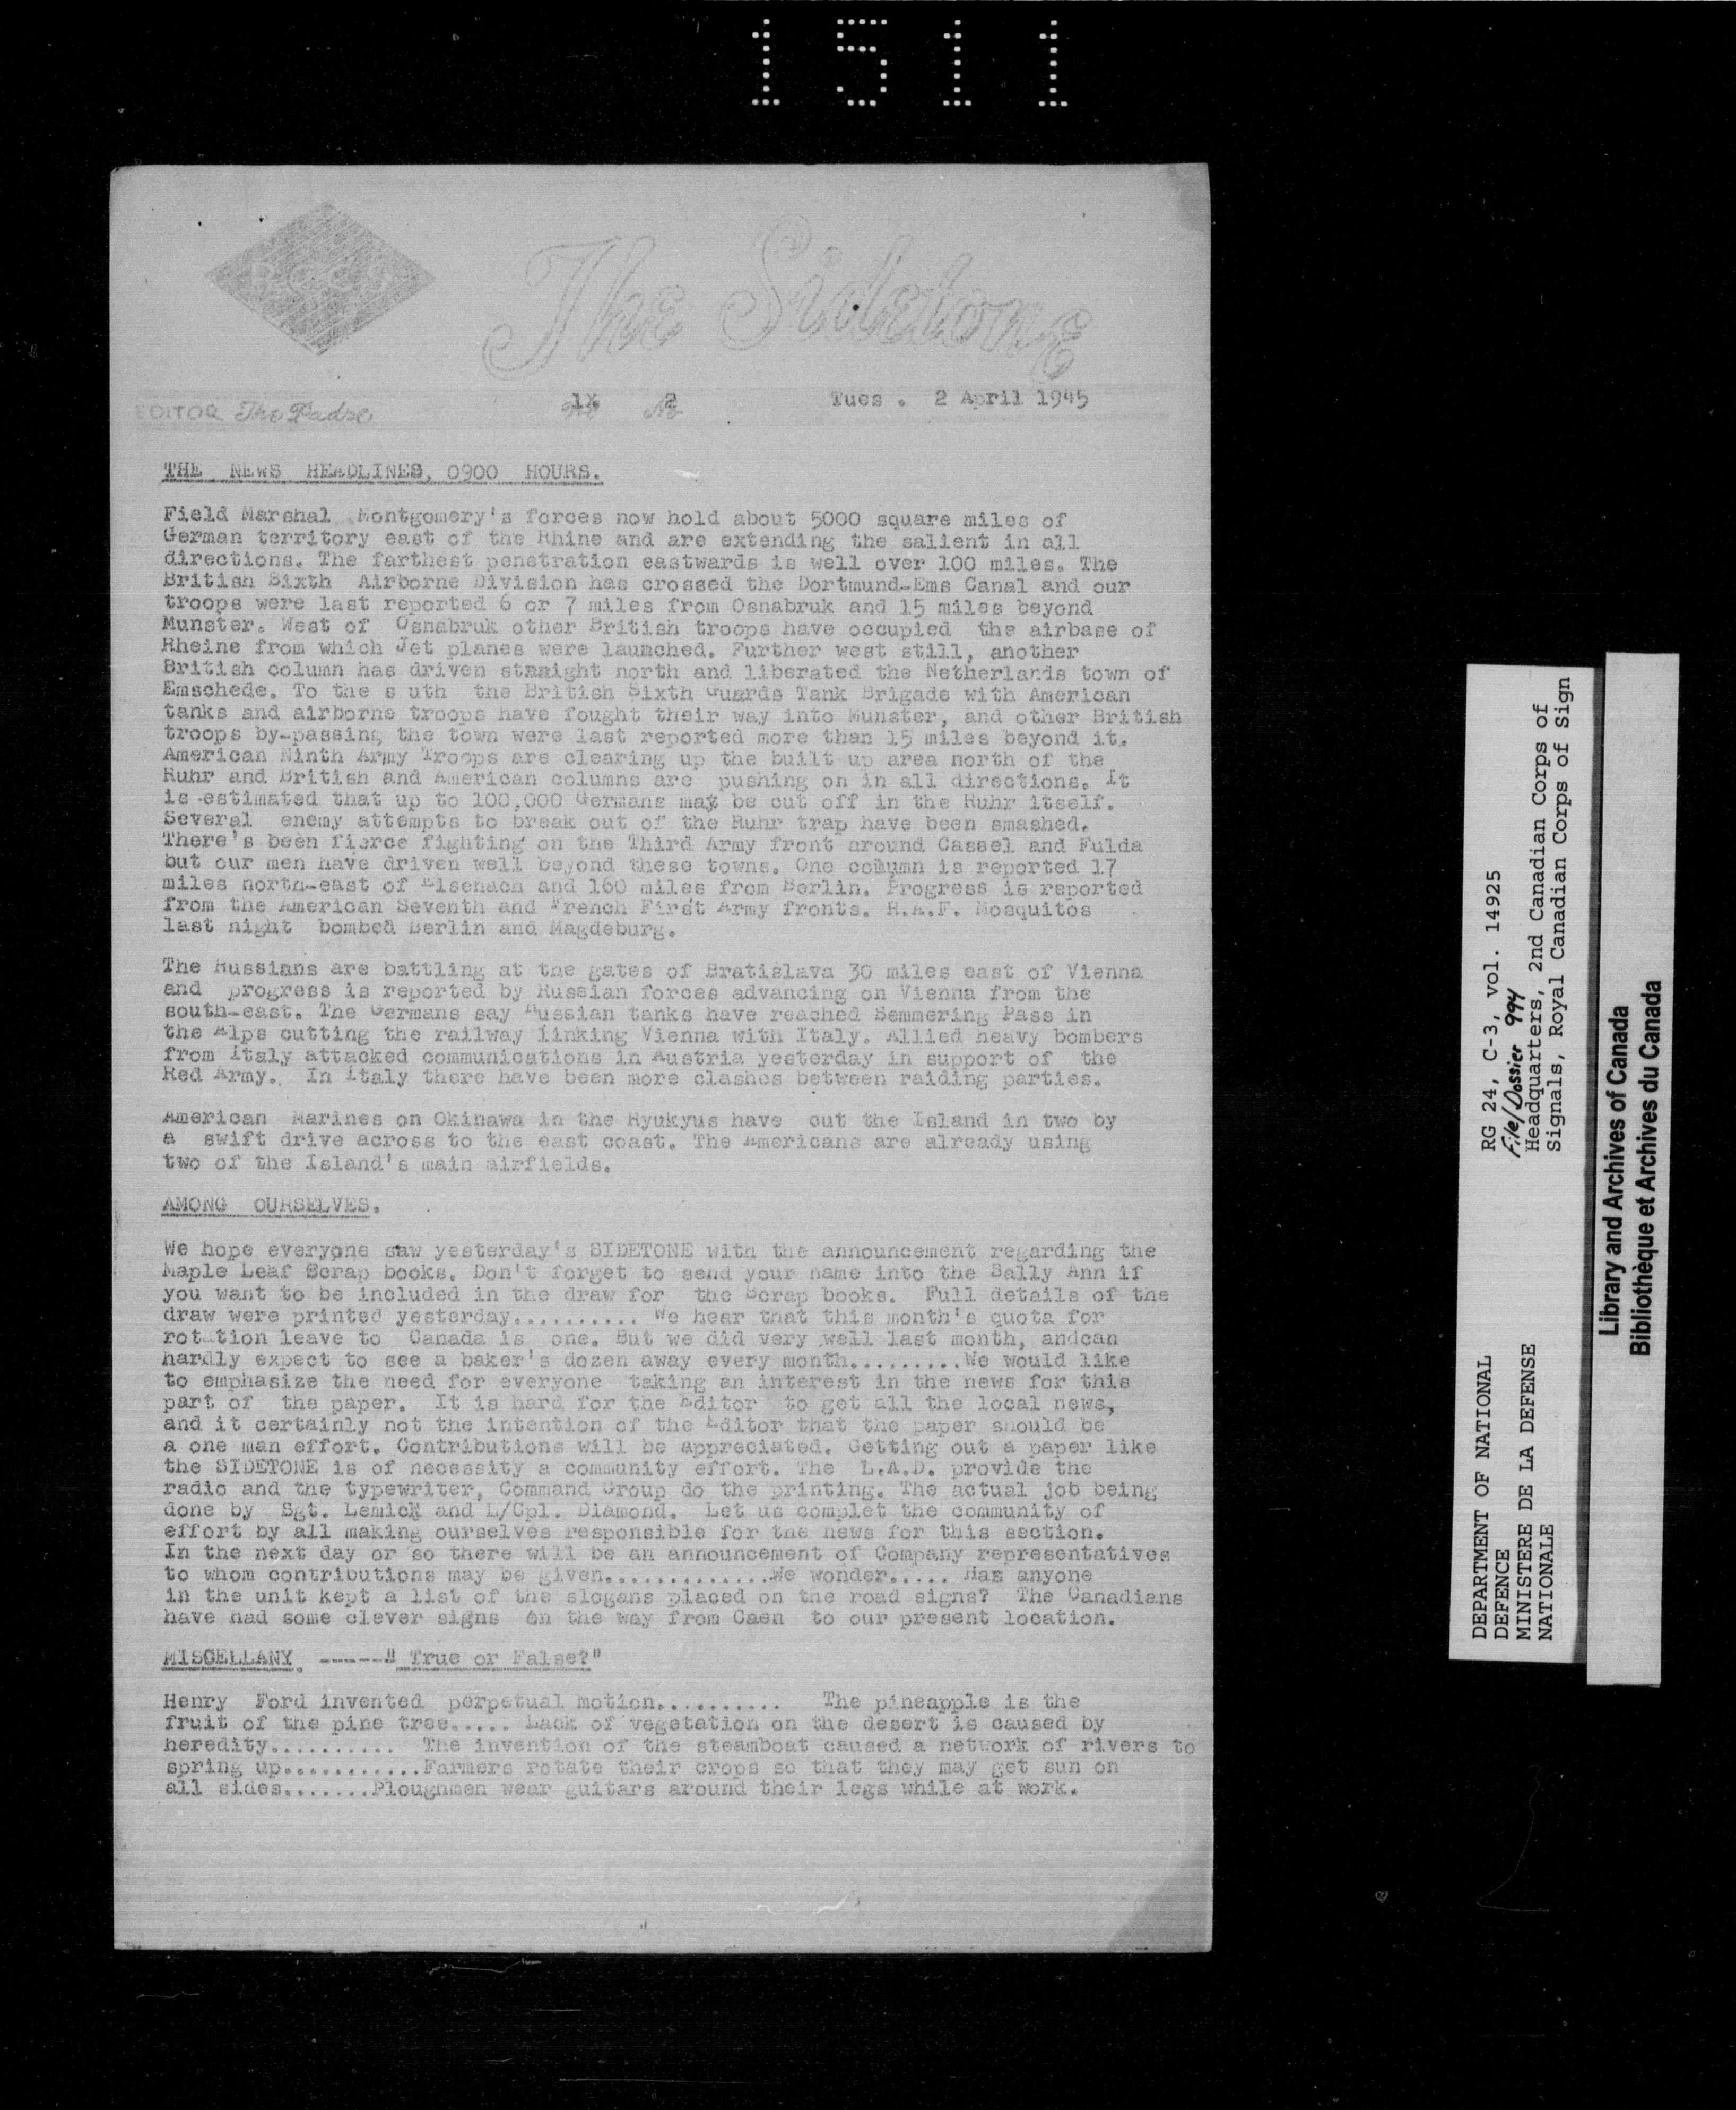 1511
RCCS
The Sidetone
EDITOR The Padre
1X 2 Tues. 2 April 1945
THE NEWS HEADLINES, 0900 HOURS.
Field Marshal Montgomery's forces now hold about 5000 square miles of
German territory east of the Rhine and are extending the salient in all
directions. The farthest penetration eastwards is well over 100 miles. The
British Sixth Airborne Division has crossed the Dortmund-Ems Canal and our
troops were last reported 6 or 7 miles from Osnabruk and 15 miles beyond
Munster. West of Osnabruk other British troops have occupied the airbase of
Rheine from which Jet planes were launched. Further west still, another
British column has driven straight north and liberated the Netherlands town of
Emschede. To the s uth the British Sixth Guards Tank Brigade with American
tanks and airborne troops have fought their way into Munster, and other British
troops by-passing the town were last reported more than 15 miles beyond it.
American Ninth Army Troops are clearing up the built up area north of the
Ruhr and British and American columns are pushing on in all directions. It
is estimated that up to 100,000 Germans may be cut off in the Ruhr itself.
Several enemy attempts to break out of the Ruhr trap have been smashed.
There's been fierce fighting on the Third Army front around Cassel and Fulda
but our men have driven well beyond these towns. One column is reported 17
miles north-east of Eisenach and 160 miles from Berlin. Progress is reported
from the American Seventh and French First Army fronts. R.A.F. Mosquitos
last night bombed Berlin and Magdeburg.
The Russians are battling at the gates of Bratislava 30 miles east of Vienna
and progress is reported by Russian forces advancing on Vienna from the
south-east. The Germans say Russian tanks have reached Semmering Pass in
the Alps cutting the railway linking Vienna with Italy. Allied heavy bombers
from Italy attacked communications in Austria yesterday in support of the
Red Army. In Italy there have been more clashes between raiding parties.
American Marines on Okinawa in the Ryukyus have cut the Island in two by
a swift drive across to the east coast. The Americans are already using
two of the Island's main airfields.
AMONG OURSELVES.
We hope everyone saw yesterday's SIDETONE with the announcement regarding the
Maple Leaf Scrap books. Don't forget to send your name into the Sally Ann if
you want to be included in the draw for the Scrap books. Full details of the
draw were printed yesterday.......... We hear that this month's quota for
rotation leave to Canada is one. But we did very well last month, andcan
hardly expect to see a baker's dozen away every month.........We would like
to emphasize the need for everyone taking an interest in the news for this
part of the paper. It is hard for the Editor to get all the local news,
and it certainly not the intention of the Editor that the paper should be
a one man effort. Contributions will be appreciated. Getting out a paper like
the SIDETONE is of necessity a community effort. The L.A.D. provide the
radio and the typewriter, Command Group do the printing. The actual job being
done by Sgt. Lemick and L/Cpl. Diamond. Let us complet the community of
effort by all making ourselves responsible for the news for this section.
In the next day or so there will be an announcement of Company representatives
to whom contributions may be given.............We wonder..... Has anyone
in the unit kept a list of the slogans placed on the road signs? The Canadians
have had some clever signs on the way from Caen to our present location.
MISCELLANY. -----" True or False?"
Henry Ford invented perpetual motion.......... The pineapple is the
fruit of the pine tree..... Lack of vegetation on the desert is caused by
heredity.......... The invention of the steamboat caused a network of rivers to
spring up............Farmers rotate their crops so that they may get sun on
all sides.......Ploughmen wear guitars around their legs while at work.
DEPARTMENT OF NATIONAL
DEFENCE
MINISTERE DE LA DEFENSE
NATIONALE
RG 24, C-3, vol. 14925
File/Dossier 994
Headquarters, 2nd Canadian Corps of
Signals, Royal Canadian Corps of Sign
Library and Archives of Canada
Bibliothèque et Archives du Canada